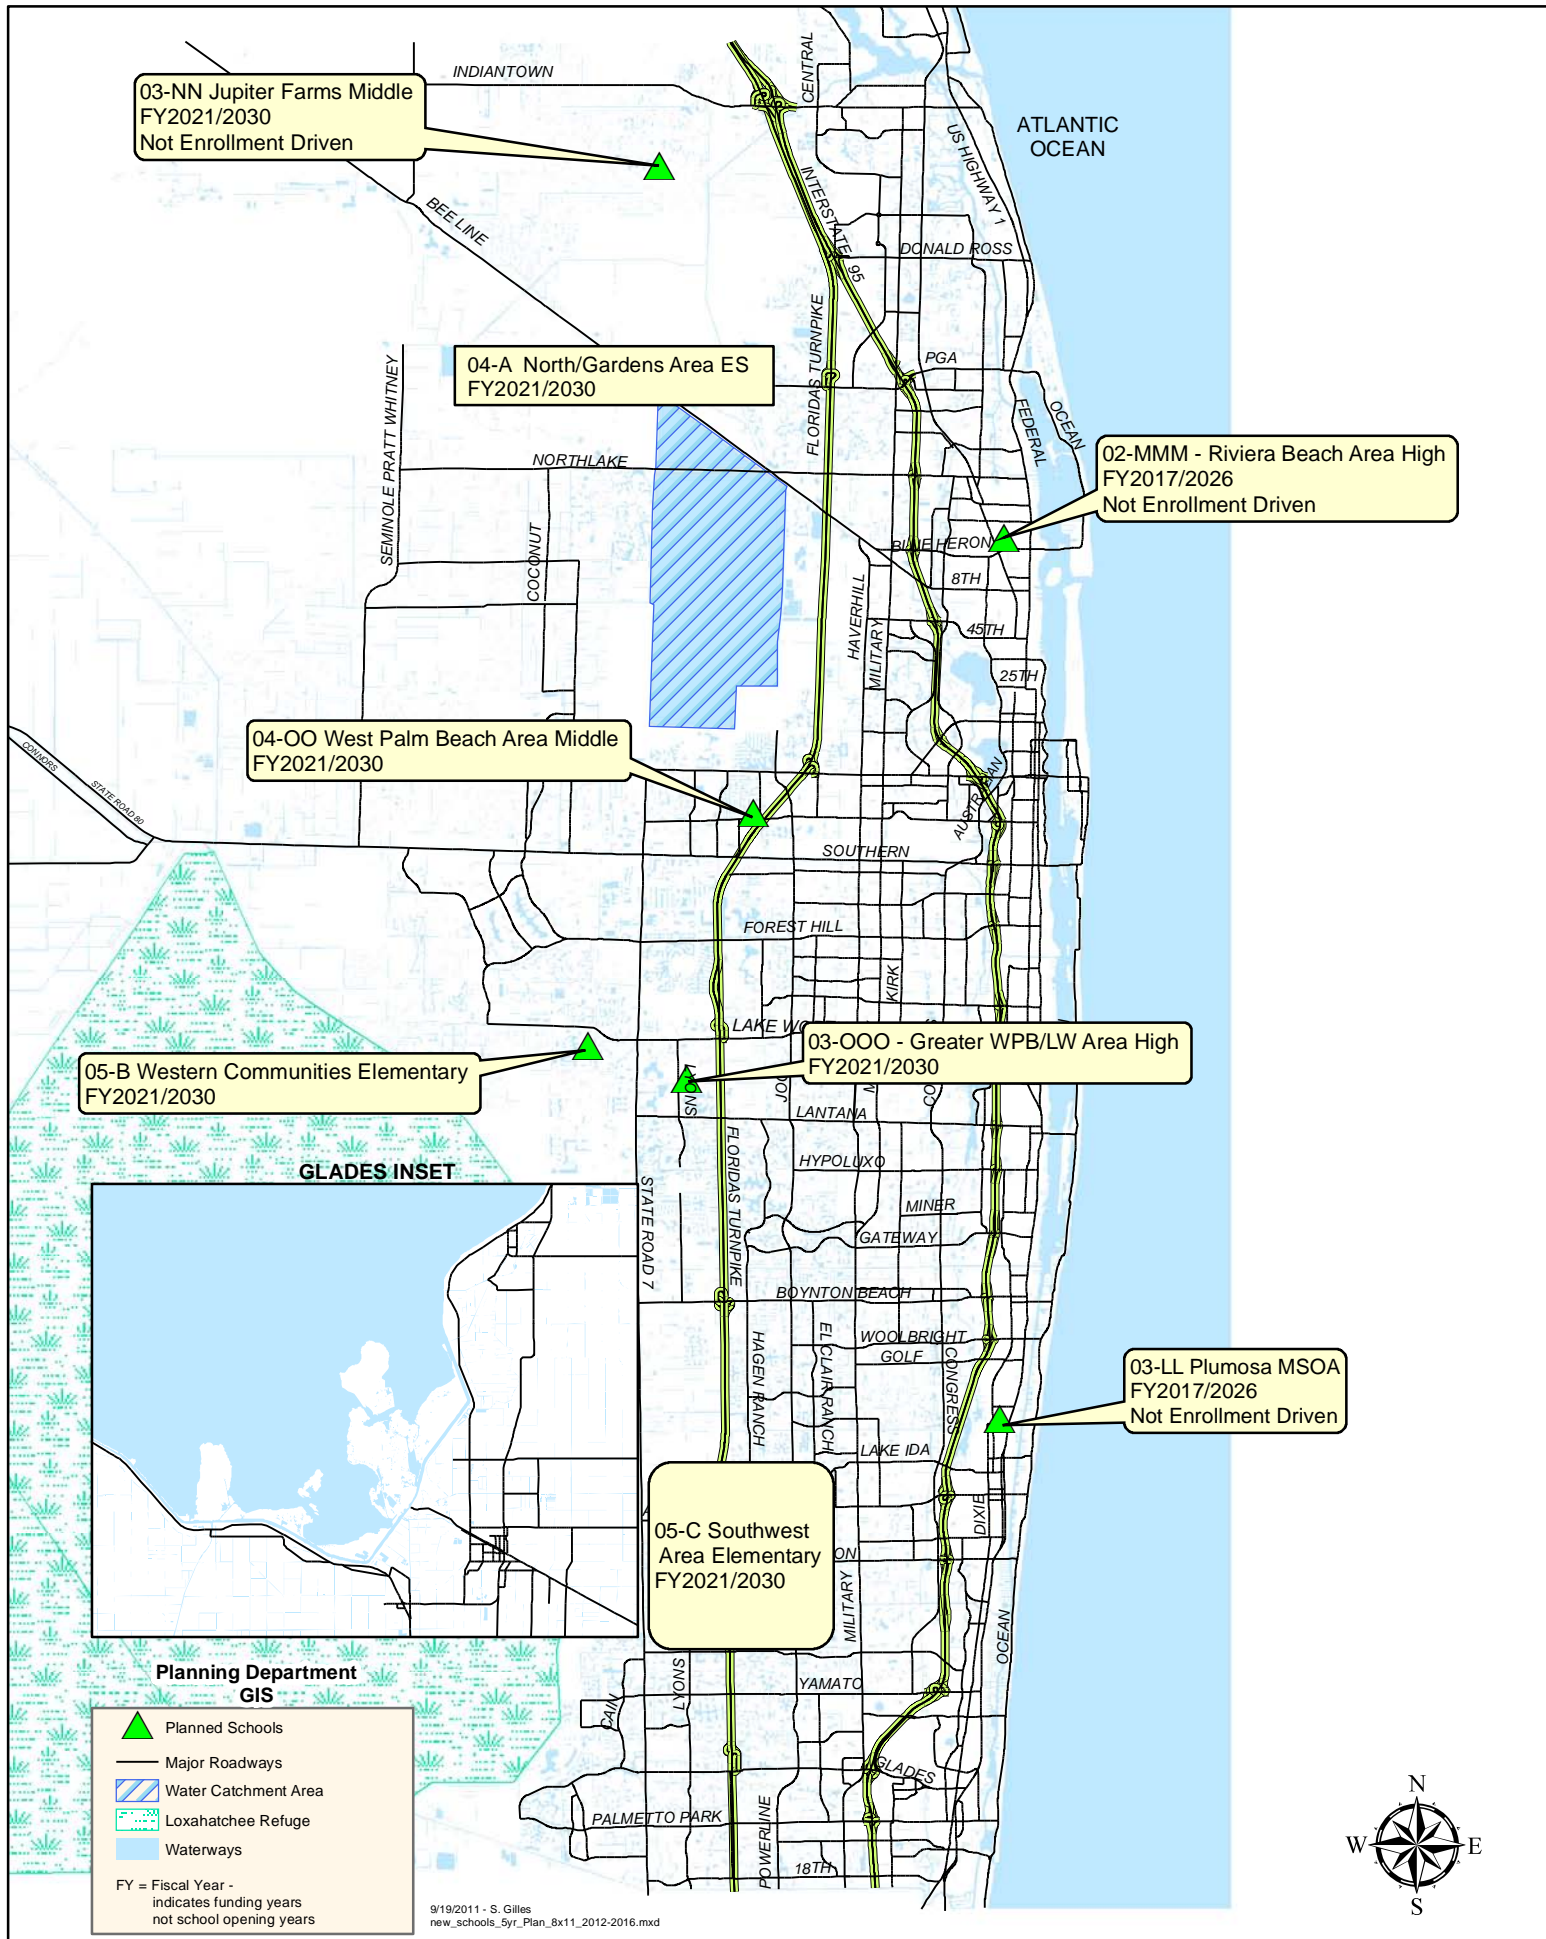 INDIANTOWN
CENTRAL
03-NN Jupiter Farms Middle
FY2021/2030
Not Enrollment Driven
ATLANTIC
OCEAN
US HIGHWAY 1
INTERSTATE 95
BEE LINE
DONALD ROSS
FLORIDAS TURNPIKE
04-A North/Gardens Area ES
FY2021/2030
PGA
SEMINOLE PRATT WHITNEY
FEDERAL
OCEAN
02-MMM - Riviera Beach Area High
FY2017/2026
Not Enrollment Driven
NORTHLAKE
COCONUT
BLUE HERON
8TH
HAVERHILL
MILITARY
45TH
25TH
04-OO West Palm Beach Area Middle
FY2021/2030
CONNORS
STATE ROAD 80
AUSTRALIAN
SOUTHERN
FOREST HILL
KIRK
LAKE WO
03-OOO - Greater WPB/LW Area High
FY2021/2030
05-B Western Communities Elementary
FY2021/2030
LYONS
JOG
M
CO
LANTANA
HYPOLUXO
GLADES INSET
STATE ROAD 7
FLORIDAS TURNPIKE
MINER
GATEWAY
BOYNTON BEACH
HAGEN RANCH
EL CLAIR RANCH
WOOLBRIGHT
GOLF
CONGRESS
03-LL Plumosa MSOA
FY2017/2026
Not Enrollment Driven
LAKE IDA
DIXIE
05-C Southwest
Area Elementary
FY2021/2030
ON
MILITARY
OCEAN
Planning Department
GIS
LYONS
YAMATO
CAIN
GLADES
PALMETTO PARK
POWERLINE
18TH
Planned Schools
Major Roadways
Water Catchment Area
Loxahatchee Refuge
Waterways
FY = Fiscal Year -
indicates funding years
not school opening years
9/19/2011 - S. Gilles
new_schools_5yr_Plan_8x11_2012-2016.mxd
N
W
E
S